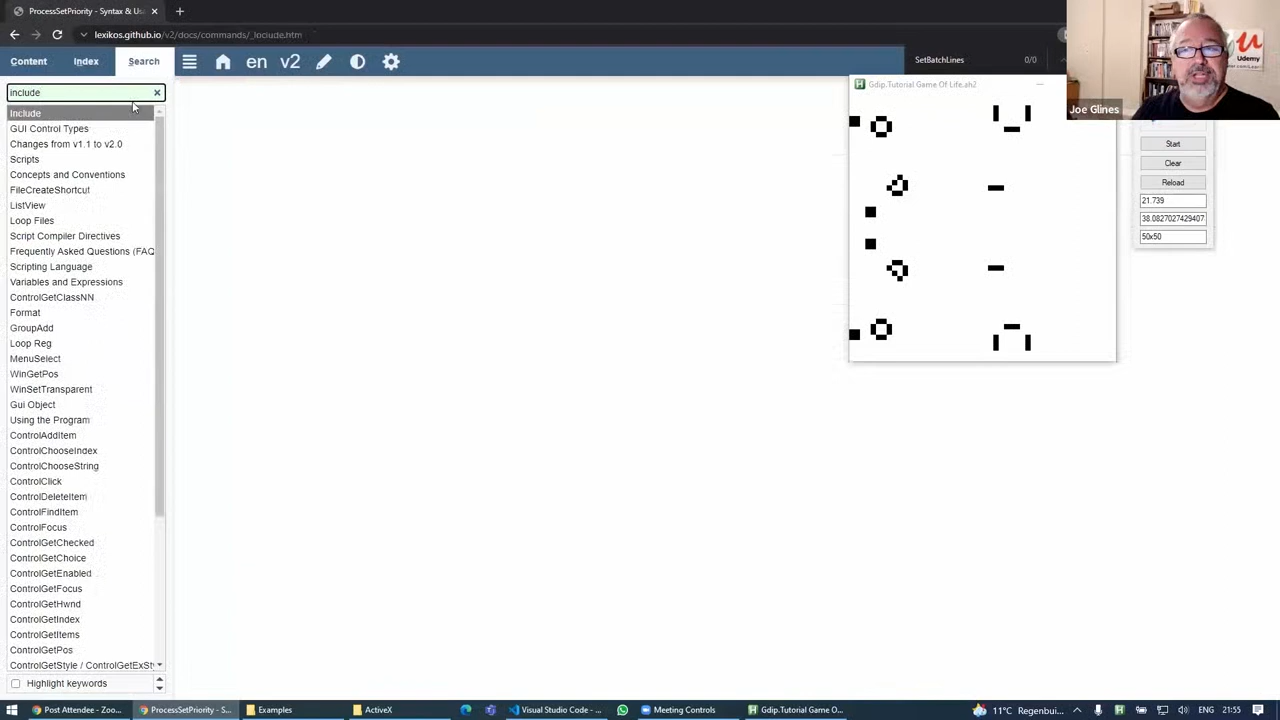 ProcessSetPriority - Syntax & Us
lexikos.github.io/v2/docs/commands/_Include.htm
Content
Index
Search
en
v2
SetBatchLines
0/0
include
Include
GUI Control Types
Changes from v1.1 to v2.0
Scripts
Concepts and Conventions
FileCreateShortcut
ListView
Loop Files
Script Compiler Directives
Frequently Asked Questions (FAQ
Scripting Language
Variables and Expressions
ControlGetClassNN
Format
GroupAdd
Loop Reg
MenuSelect
WinGetPos
WinSetTransparent
Gui Object
Using the Program
ControlAddItem
ControlChooseIndex
ControlChooseString
ControlClick
ControlDeleteItem
ControlFindItem
ControlFocus
ControlGetChecked
ControlGetChoice
ControlGetEnabled
ControlGetFocus
ControlGetHwnd
ControlGetIndex
ControlGetItems
ControlGetPos
ControlGetStyle / ControlGetExSt
Highlight keywords
Gdip.Tutorial Game Of Life.ah2
Udemy
Joe Glines
Start
Clear
Reload
21.739
38.0827027429407
50x50
Post Attendee - Zoo...
ProcessSetPriority - S...
Examples
ActiveX
Visual Studio Code - ...
Meeting Controls
Gdip.Tutorial Game O...
11°C Regenbui...
ENG
21:55